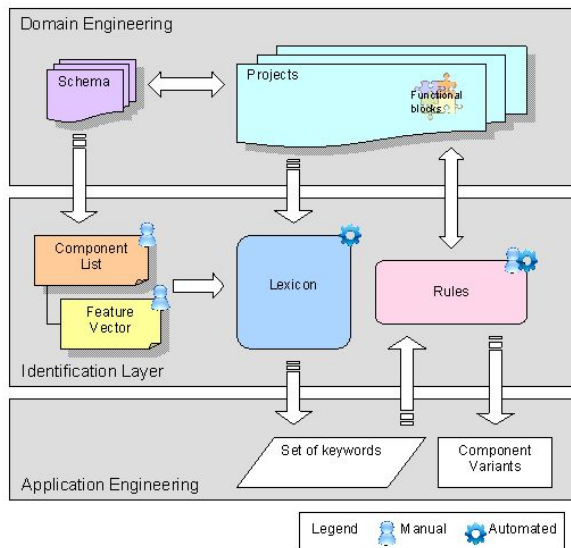 Domain Engineering
Schema
Projects
Functional
blocks
Component
List
Feature
Vector
Lexicon
Rules
Identification Layer
Set of keywords
Component
Variants
Application Engineering
Legend
Manual
Automated